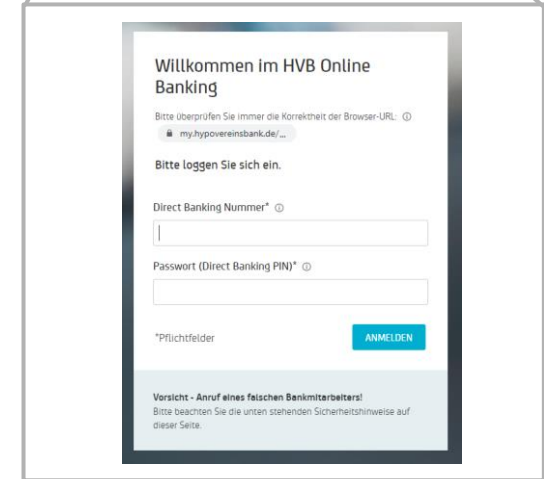 Willkommen im HVB Online
Banking
Bitte überprüfen Sie immer die Korrektheit der Browser-URL:
my.hypovereinsbank.de/...
Bitte loggen Sie sich ein.
Direct Banking Nummer*
Passwort (Direct Banking PIN)*
*Pflichtfelder
ANMELDEN
Vorsicht - Anruf eines falschen Bankmitarbeiters!
Bitte beachten Sie die unten stehenden Sicherheitshinweise auf
dieser Seite.